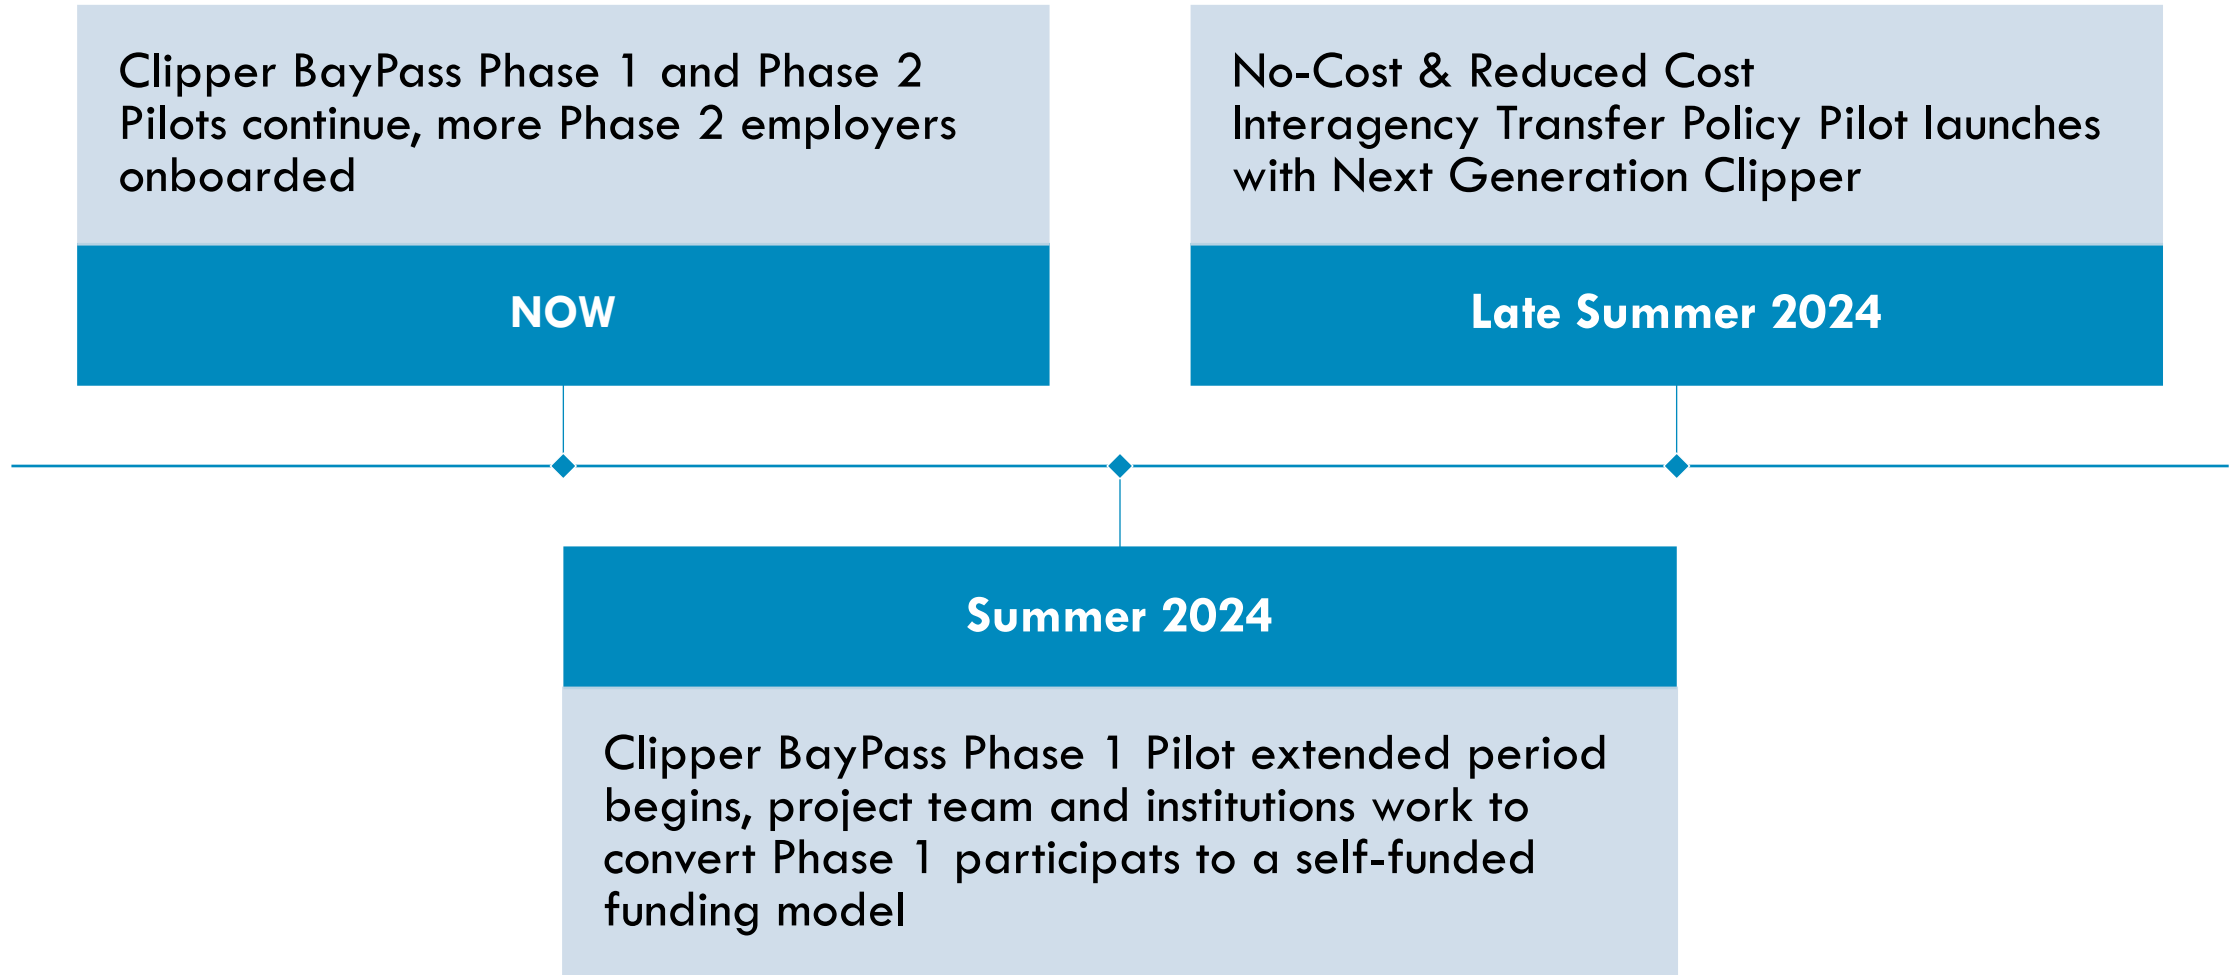 Clipper BayPass Phase 1 and Phase 2
Pilots continue, more Phase 2 employers
onboarded
NOW
No-Cost & Reduced Cost
Interagency Transfer Policy Pilot launches
with Next Generation Clipper
Late Summer 2024
Summer 2024
Clipper BayPass Phase 1 Pilot extended period
begins, project team and institutions work to
convert Phase 1 participats to a self-funded
funding model